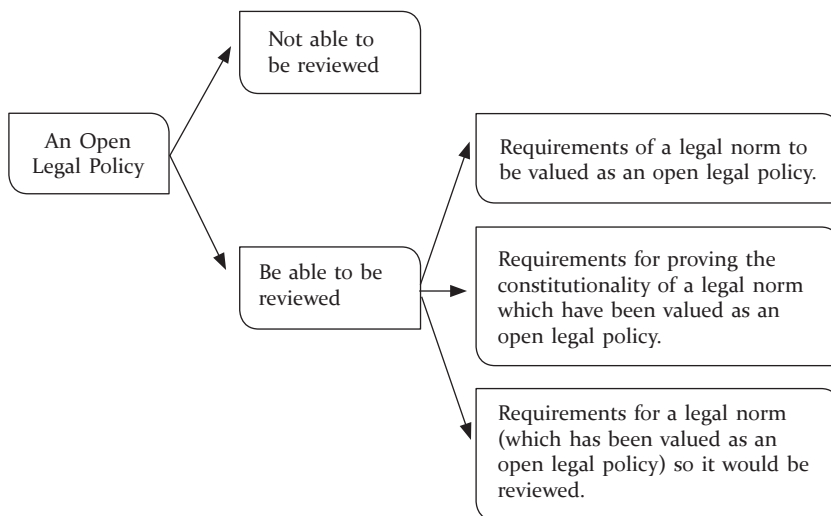 Not able to
be reviewed
An Open
Legal Policy
Requirements of a legal norm to
be valued as an open legal policy.
Be able to be
reviewed
Requirements for proving the
constitutionality of a legal norm
which have been valued as an
open legal policy.
Requirements for a legal norm
(which has been valued as an
open legal policy) so it would be
reviewed.